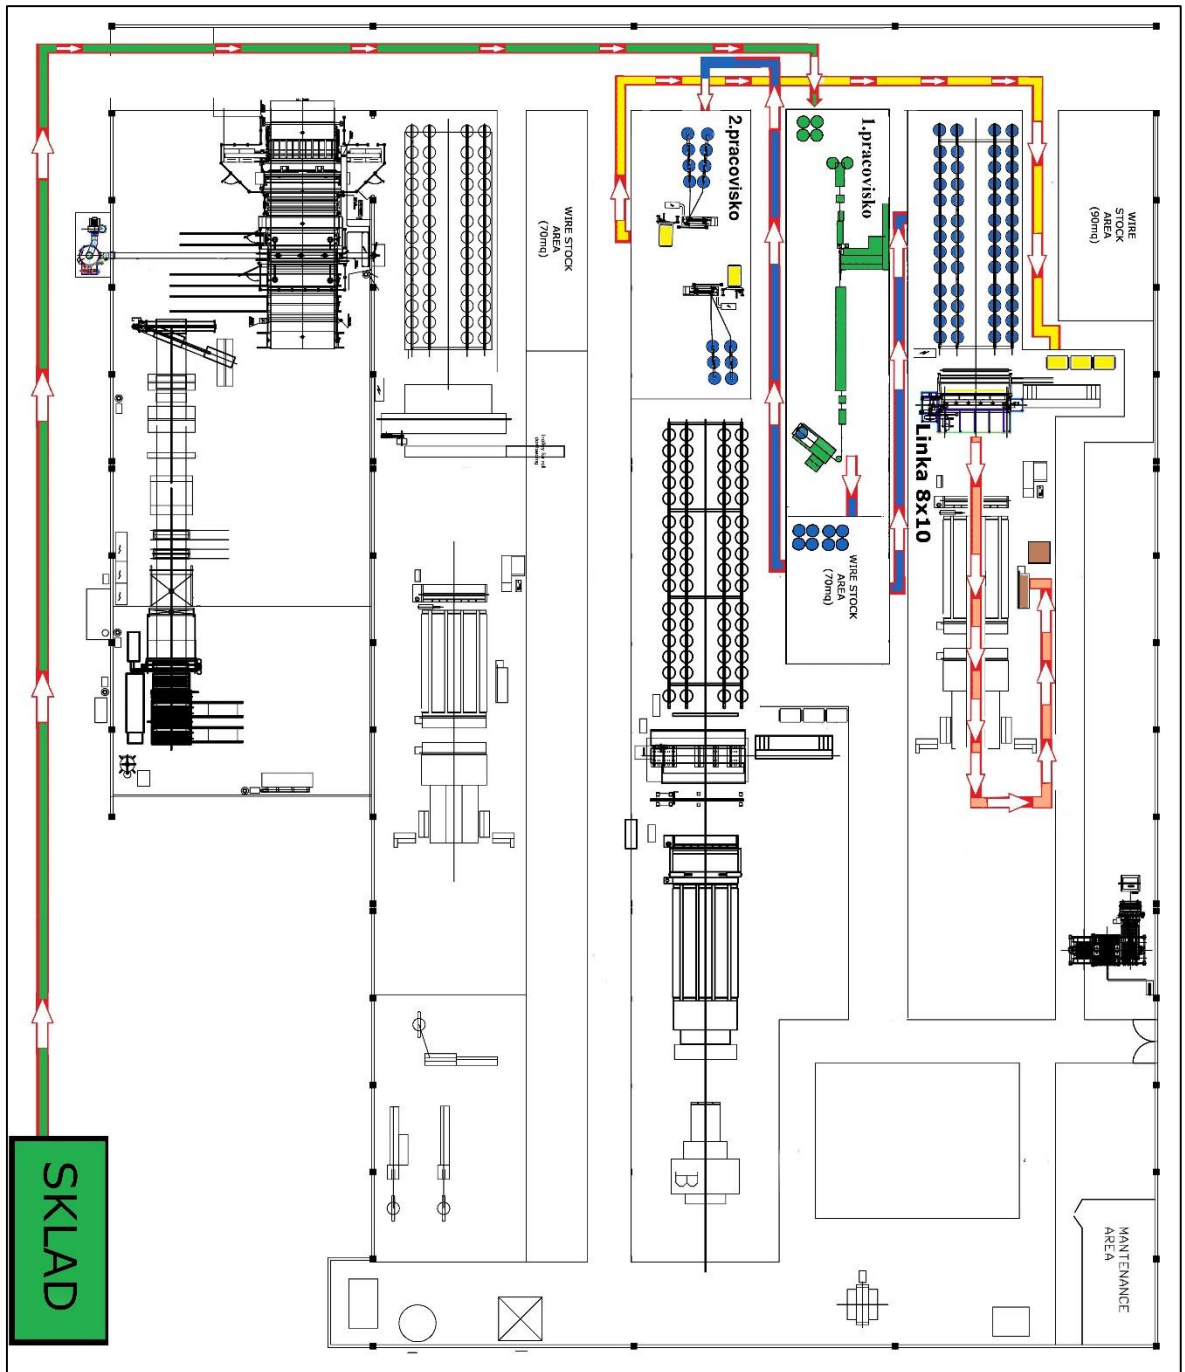 2.pracovisko
1.pracovisko
WIRE
STOCK
AREA
(90mq)
WIRE STOCK
AREA
(70mq)
Linka 8x10
WIRE STOCK
AREA
(70mq)
B
SKLAD
MANTENANCE
AREA